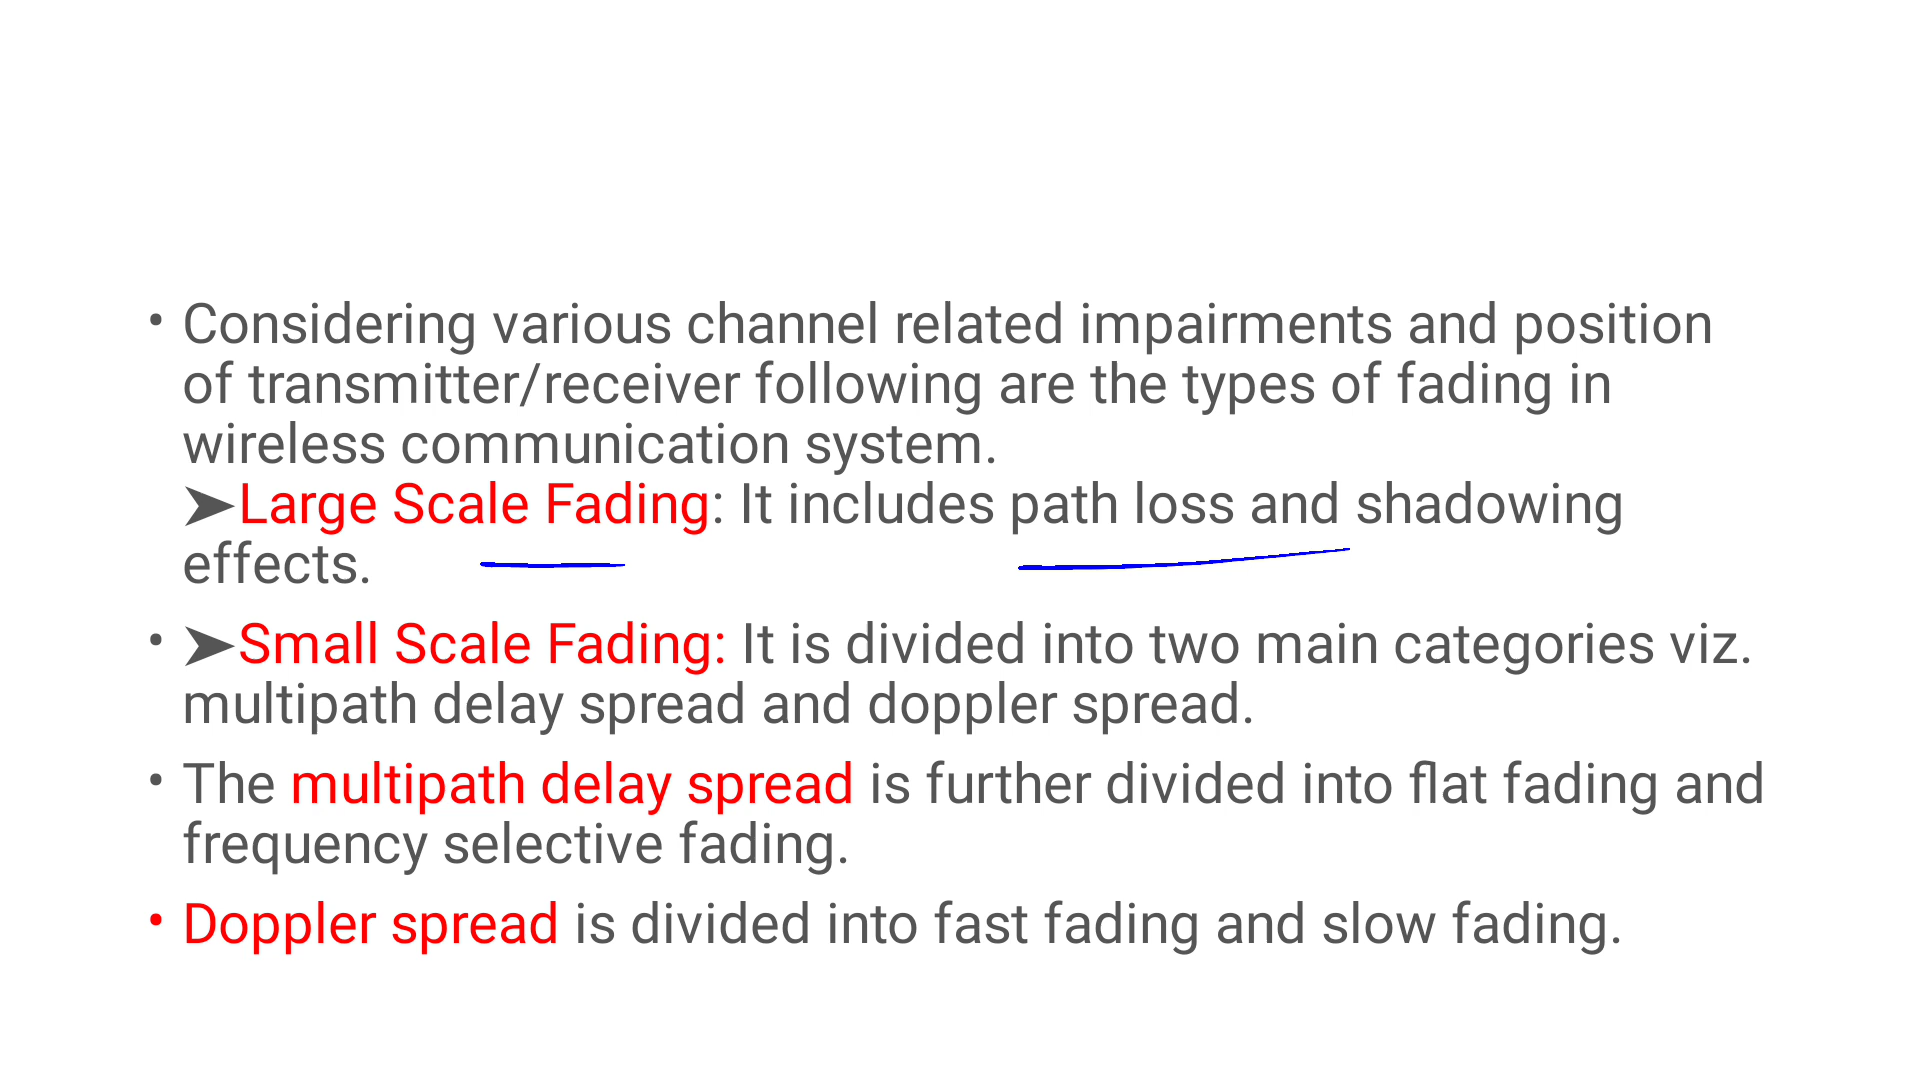 • Considering various channel related impairments and position
of transmitter/receiver following are the types of fading in
wireless communication system.
➤Large Scale Fading: It includes path loss and shadowing
effects.
• ➤Small Scale Fading: It is divided into two main categories viz.
multipath delay spread and doppler spread.
• The multipath delay spread is further divided into flat fading and
frequency selective fading.
• Doppler spread is divided into fast fading and slow fading.